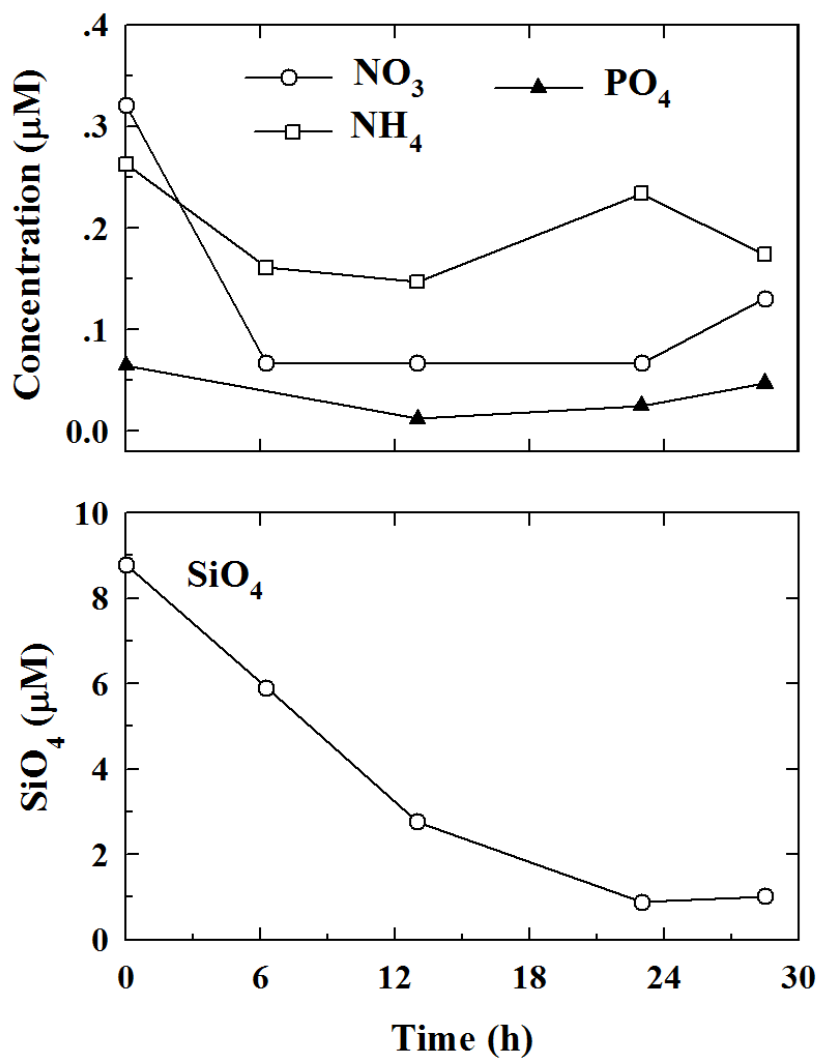 .4
.3
.2
.1
0.0
Concentration (μM)
NO3
PO4
NH4
10
8
6
4
2
0
SiO4 (μM)
SiO4
0 6 12 18 24 30
Time (h)